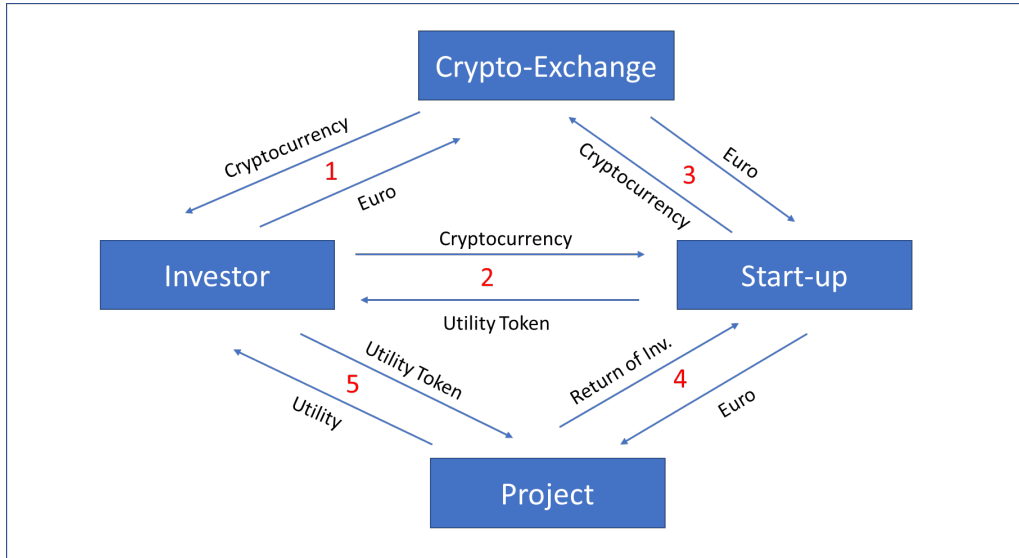 Crypto-Exchange
Cryptocurrency
1
Euro
Euro
3
Cryptocurrency
Investor
Cryptocurrency
2
Utility Token
Start-up
Utility Token
5
Utility
Return of Inv.
4
Euro
Project